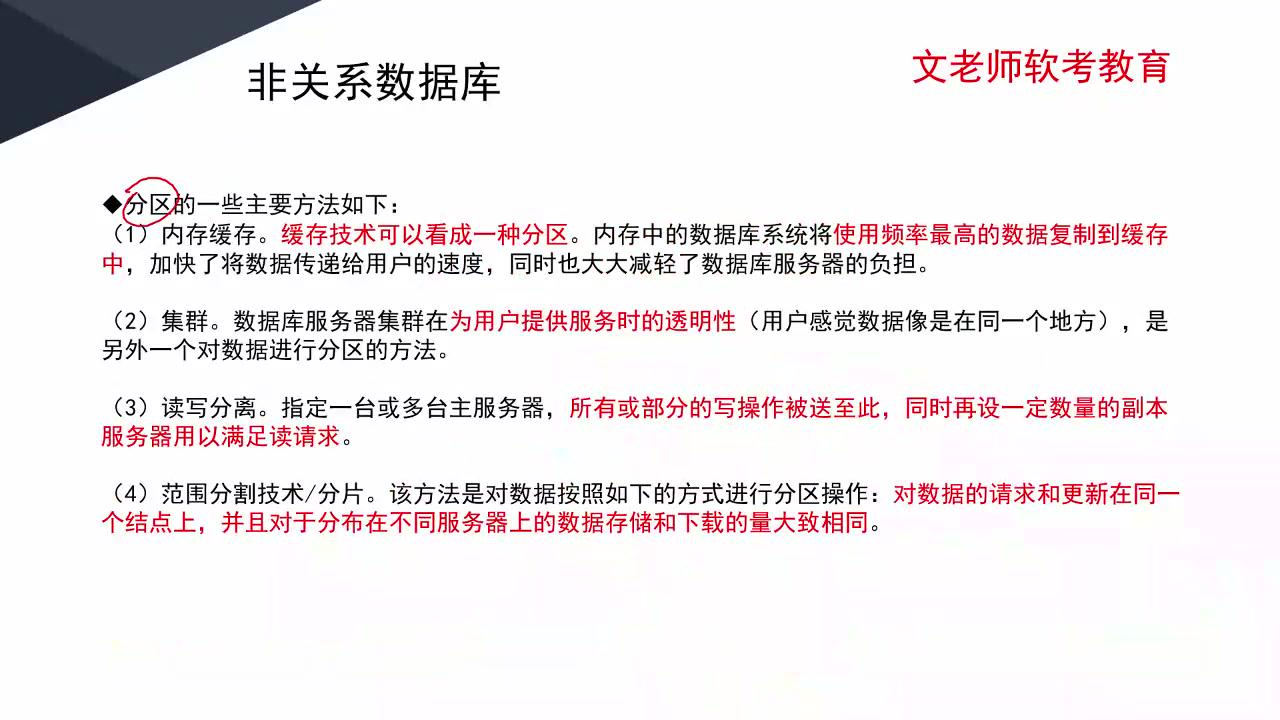 非关系数据库
文老师软考教育
◆分区的一些主要方法如下：
（1）内存缓存。缓存技术可以看成一种分区。内存中的数据库系统将使用频率最高的数据复制到缓存
中，加快了将数据传递给用户的速度，同时也大大减轻了数据库服务器的负担。
（2）集群。数据库服务器集群在为用户提供服务时的透明性（用户感觉数据像是在同一个地方），是
另外一个对数据进行分区的方法。
（3）读写分离。指定一台或多台主服务器，所有或部分的写操作被送至此，同时再设一定数量的副本
服务器用以满足读请求。
（4）范围分割技术/分片。该方法是对数据按照如下的方式进行分区操作：对数据的请求和更新在同一
个结点上，并且对于分布在不同服务器上的数据存储和下载的量大致相同。